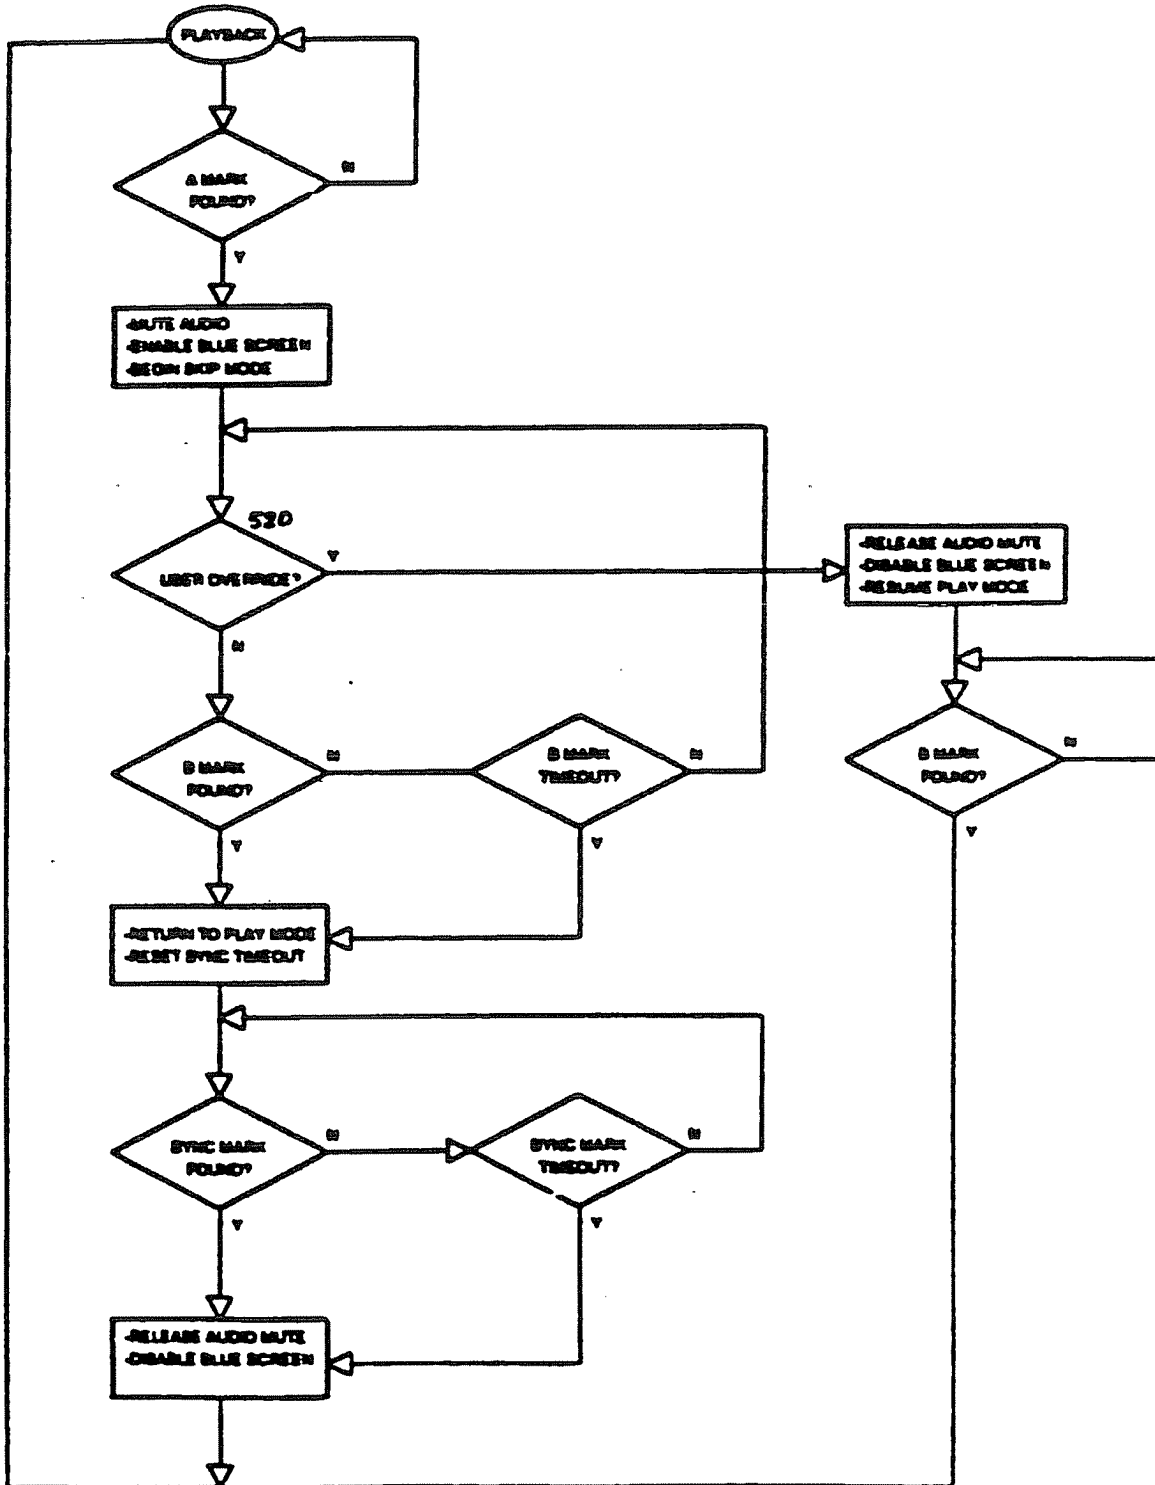 PLAYBACK
A MARK
FOUND?
N
Y
-MUTE AUDIO
-ENABLE BLUE SCREEN
-BEGIN SKIP MODE
520
USER OVERRIDE?
Y
N
-RELEASE AUDIO MUTE
-DISABLE BLUE SCREEN
-RESUME PLAY MODE
B MARK
FOUND?
N
Y
B MARK
TIMEOUT?
N
Y
B MARK
FOUND?
N
Y
-RETURN TO PLAY MODE
-RESET SYNC TIMEOUT
SYNC MARK
FOUND?
N
Y
SYNC MARK
TIMEOUT?
N
Y
-RELEASE AUDIO MUTE
-DISABLE BLUE SCREEN